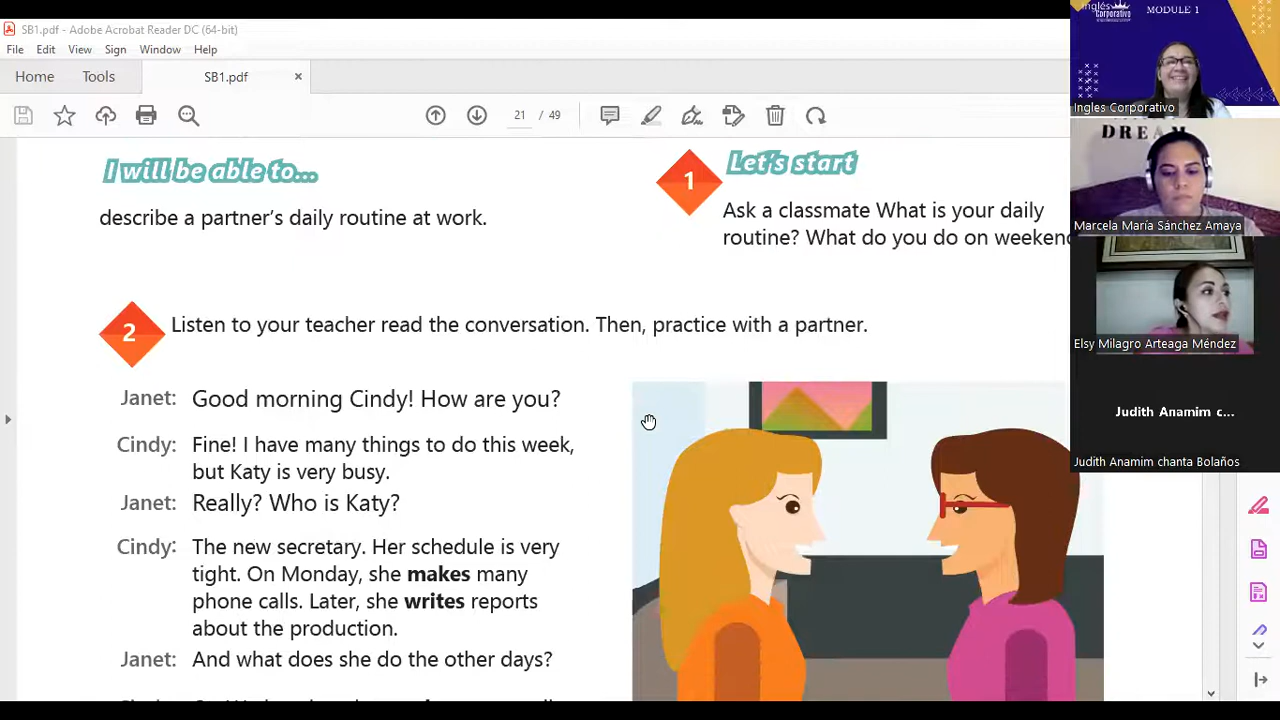 SB1.pdf - Adobe Acrobat Reader DC (64-bit)
File Edit View Sign Window Help
Home Tools SB1.pdf ×
21 / 49
I will be able to...
describe a partner's daily routine at work.
1 Let's start
Ask a classmate What is your daily
routine? What do you do on weekend
2 Listen to your teacher read the conversation. Then, practice with a partner.
Janet: Good morning Cindy! How are you?
Cindy: Fine! I have many things to do this week,
but Katy is very busy.
Janet: Really? Who is Katy?
Cindy: The new secretary. Her schedule is very
tight. On Monday, she makes many
phone calls. Later, she writes reports
about the production.
Janet: And what does she do the other days?
Inglés
corporativo
MODULE 1
Ingles Corporativo
DREAM
Marcela María Sánchez Amaya
Elsy Milagro Arteaga Méndez
Judith Anamim c...
Judith Anamim chanta Bolaños